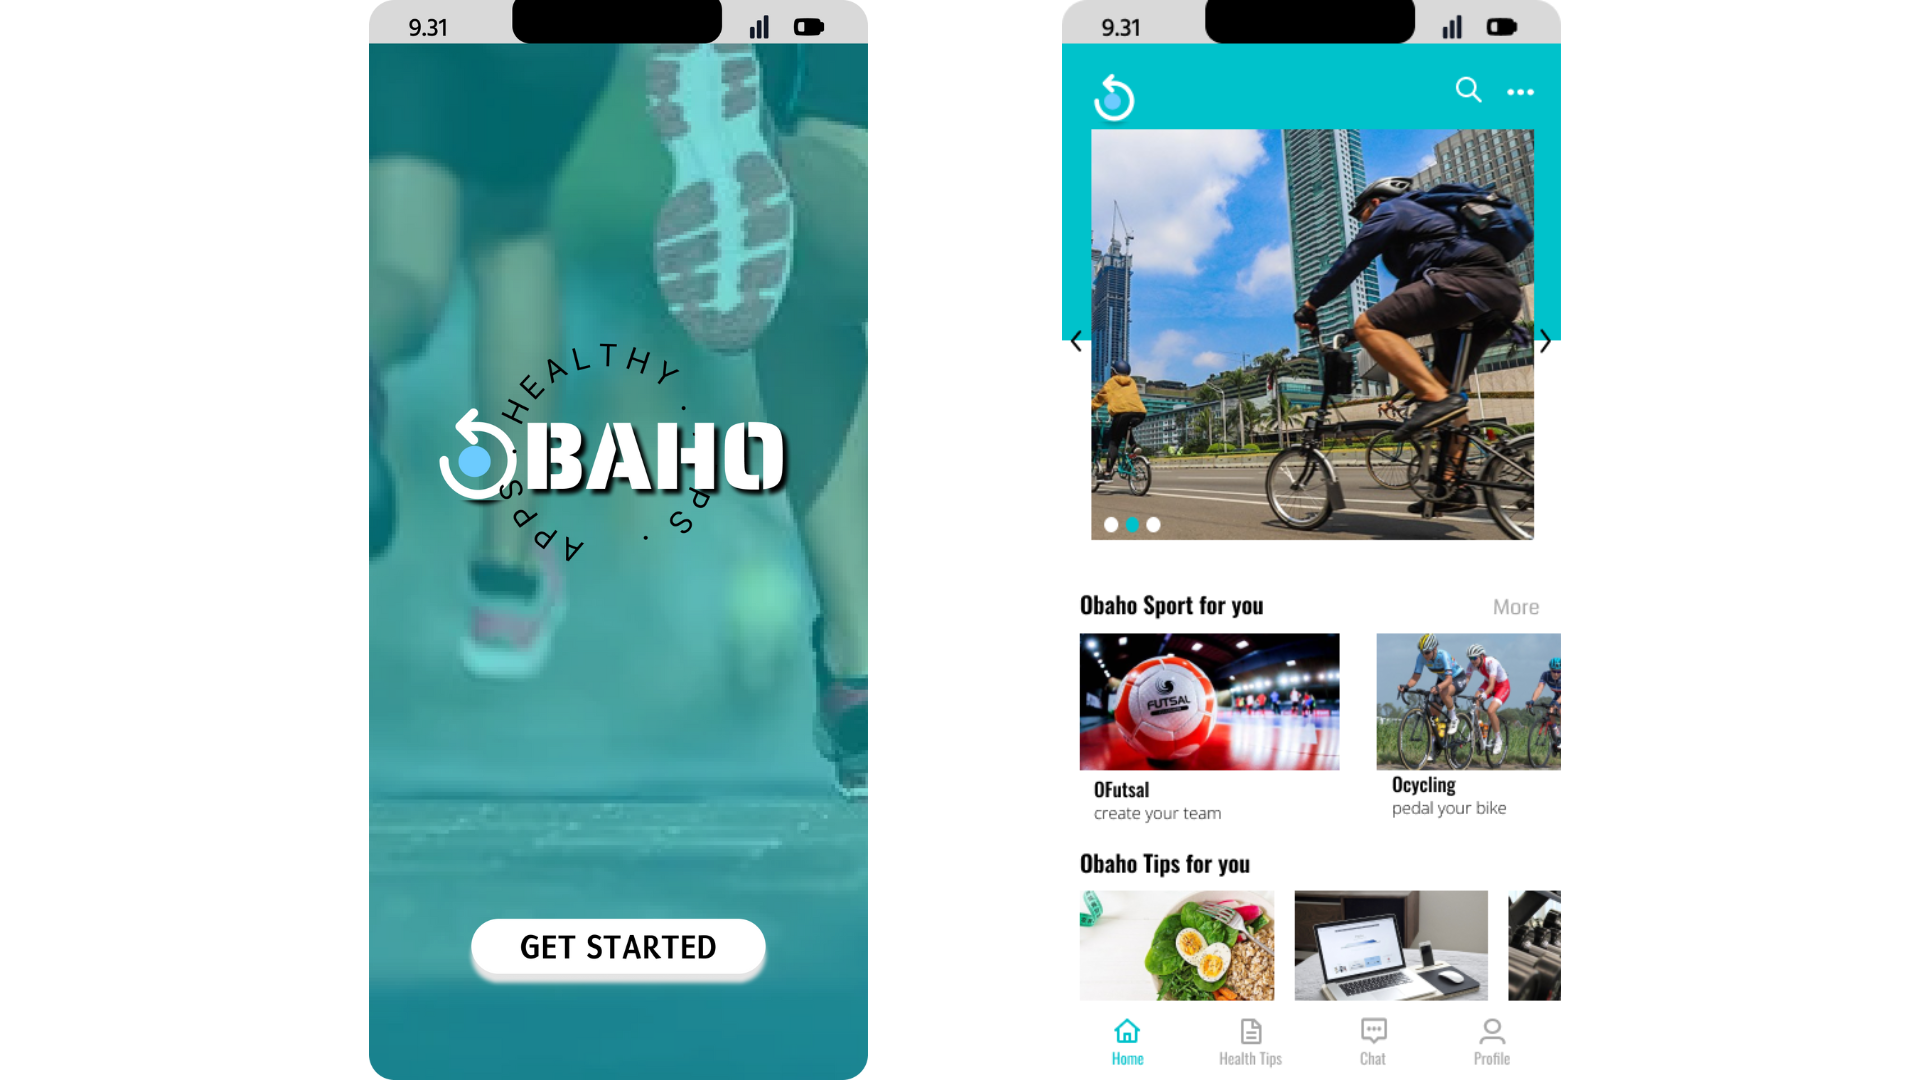 9.31
HEALTHY .
OBAHO
APPS .
PS .
GET STARTED
9.31
Obaho Sport for you
More
FUTSAL
OFutsal
create your team
Ocycling
pedal your bike
Obaho Tips for you
Home
Health Tips
Chat
Profile